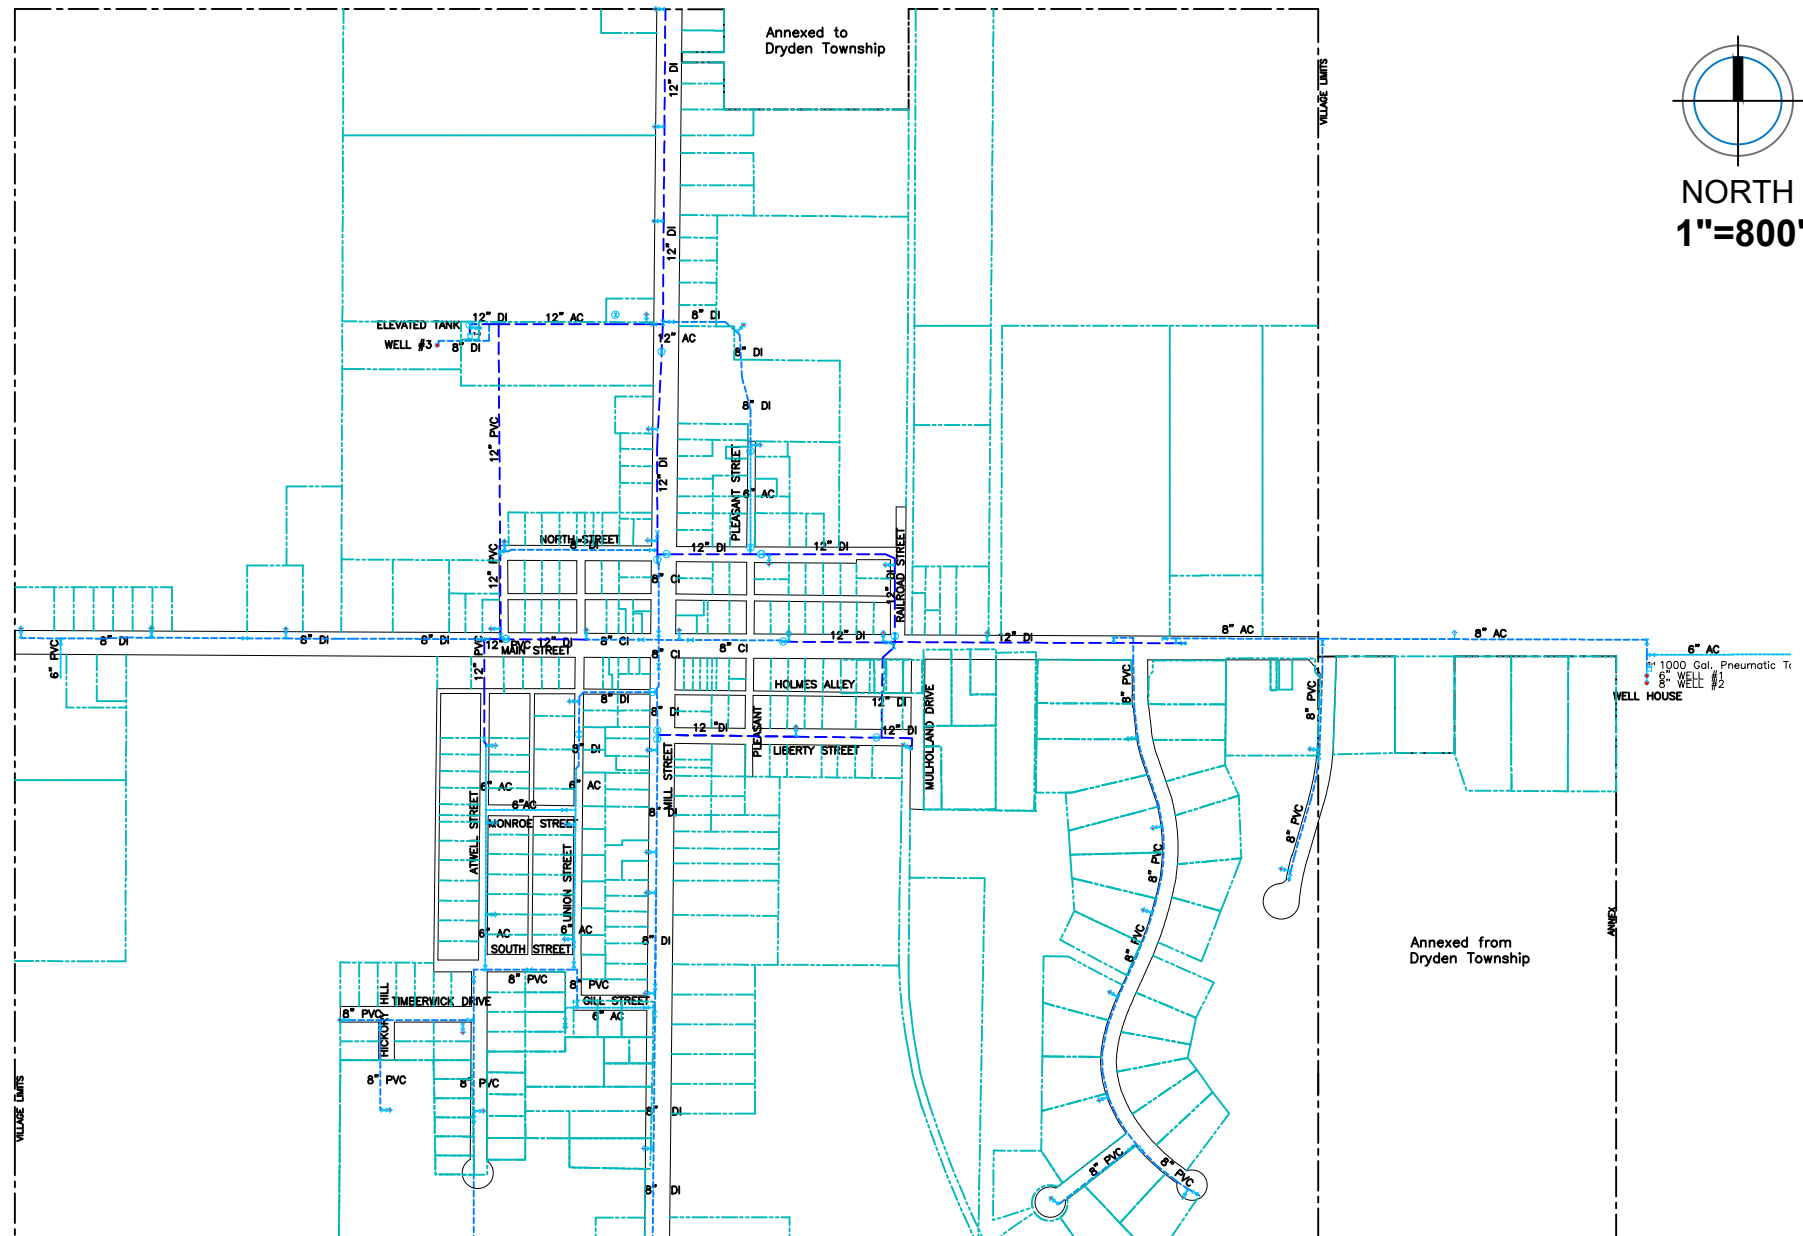 Annexed to
Dryden Township
12" DI
VILLAGE LIMITS
NORTH
1"=800'
12" DI
ELEVATED TANK
12" DI
12" AC
8" DI
WELL #3
8" DI
12" AC
8" DI
8" DI
12" PVC
12" DI
PLEASANT STREET
6" AC
NORTH STREET
8" DI
12" DI
12" DI
RAILROAD STREET
12" PVC
8" CI
12" DI
8" DI
8" DI
8" DI
12" PVC
12" DI
8" CI
8" CI
8" CI
12" DI
12" DI
8" AC
8" AC
6" AC
MAIN STREET
6" PVC
12" PVC
1000 Gal. Pneumatic
6" WELL #1
8" WELL #2
WELL HOUSE
HOLMES ALLEY
8" DI
8" DI
12" DI
8" PVC
8" PVC
12 "DI
12" DI
PLEASANT
LIBERTY STREET
MULHOLLAND DRIVE
MILL STREET
8" DI
6" AC
6" AC
6"AC
8" DI
MONROE STREET
ATWELL STREET
UNION STREET
8" PVC
8" PVC
6" AC
6" AC
8" DI
8" PVC
SOUTH STREET
ANNEX
Annexed from
Dryden Township
8" PVC
8" PVC
TIMBERWICK DRIVE
GILL STREET
8" PVC
6" AC
HICKORY HILL
8" PVC
8" PVC
8" DI
VILLAGE LIMITS
8" PVC
8" PVC
8" DI